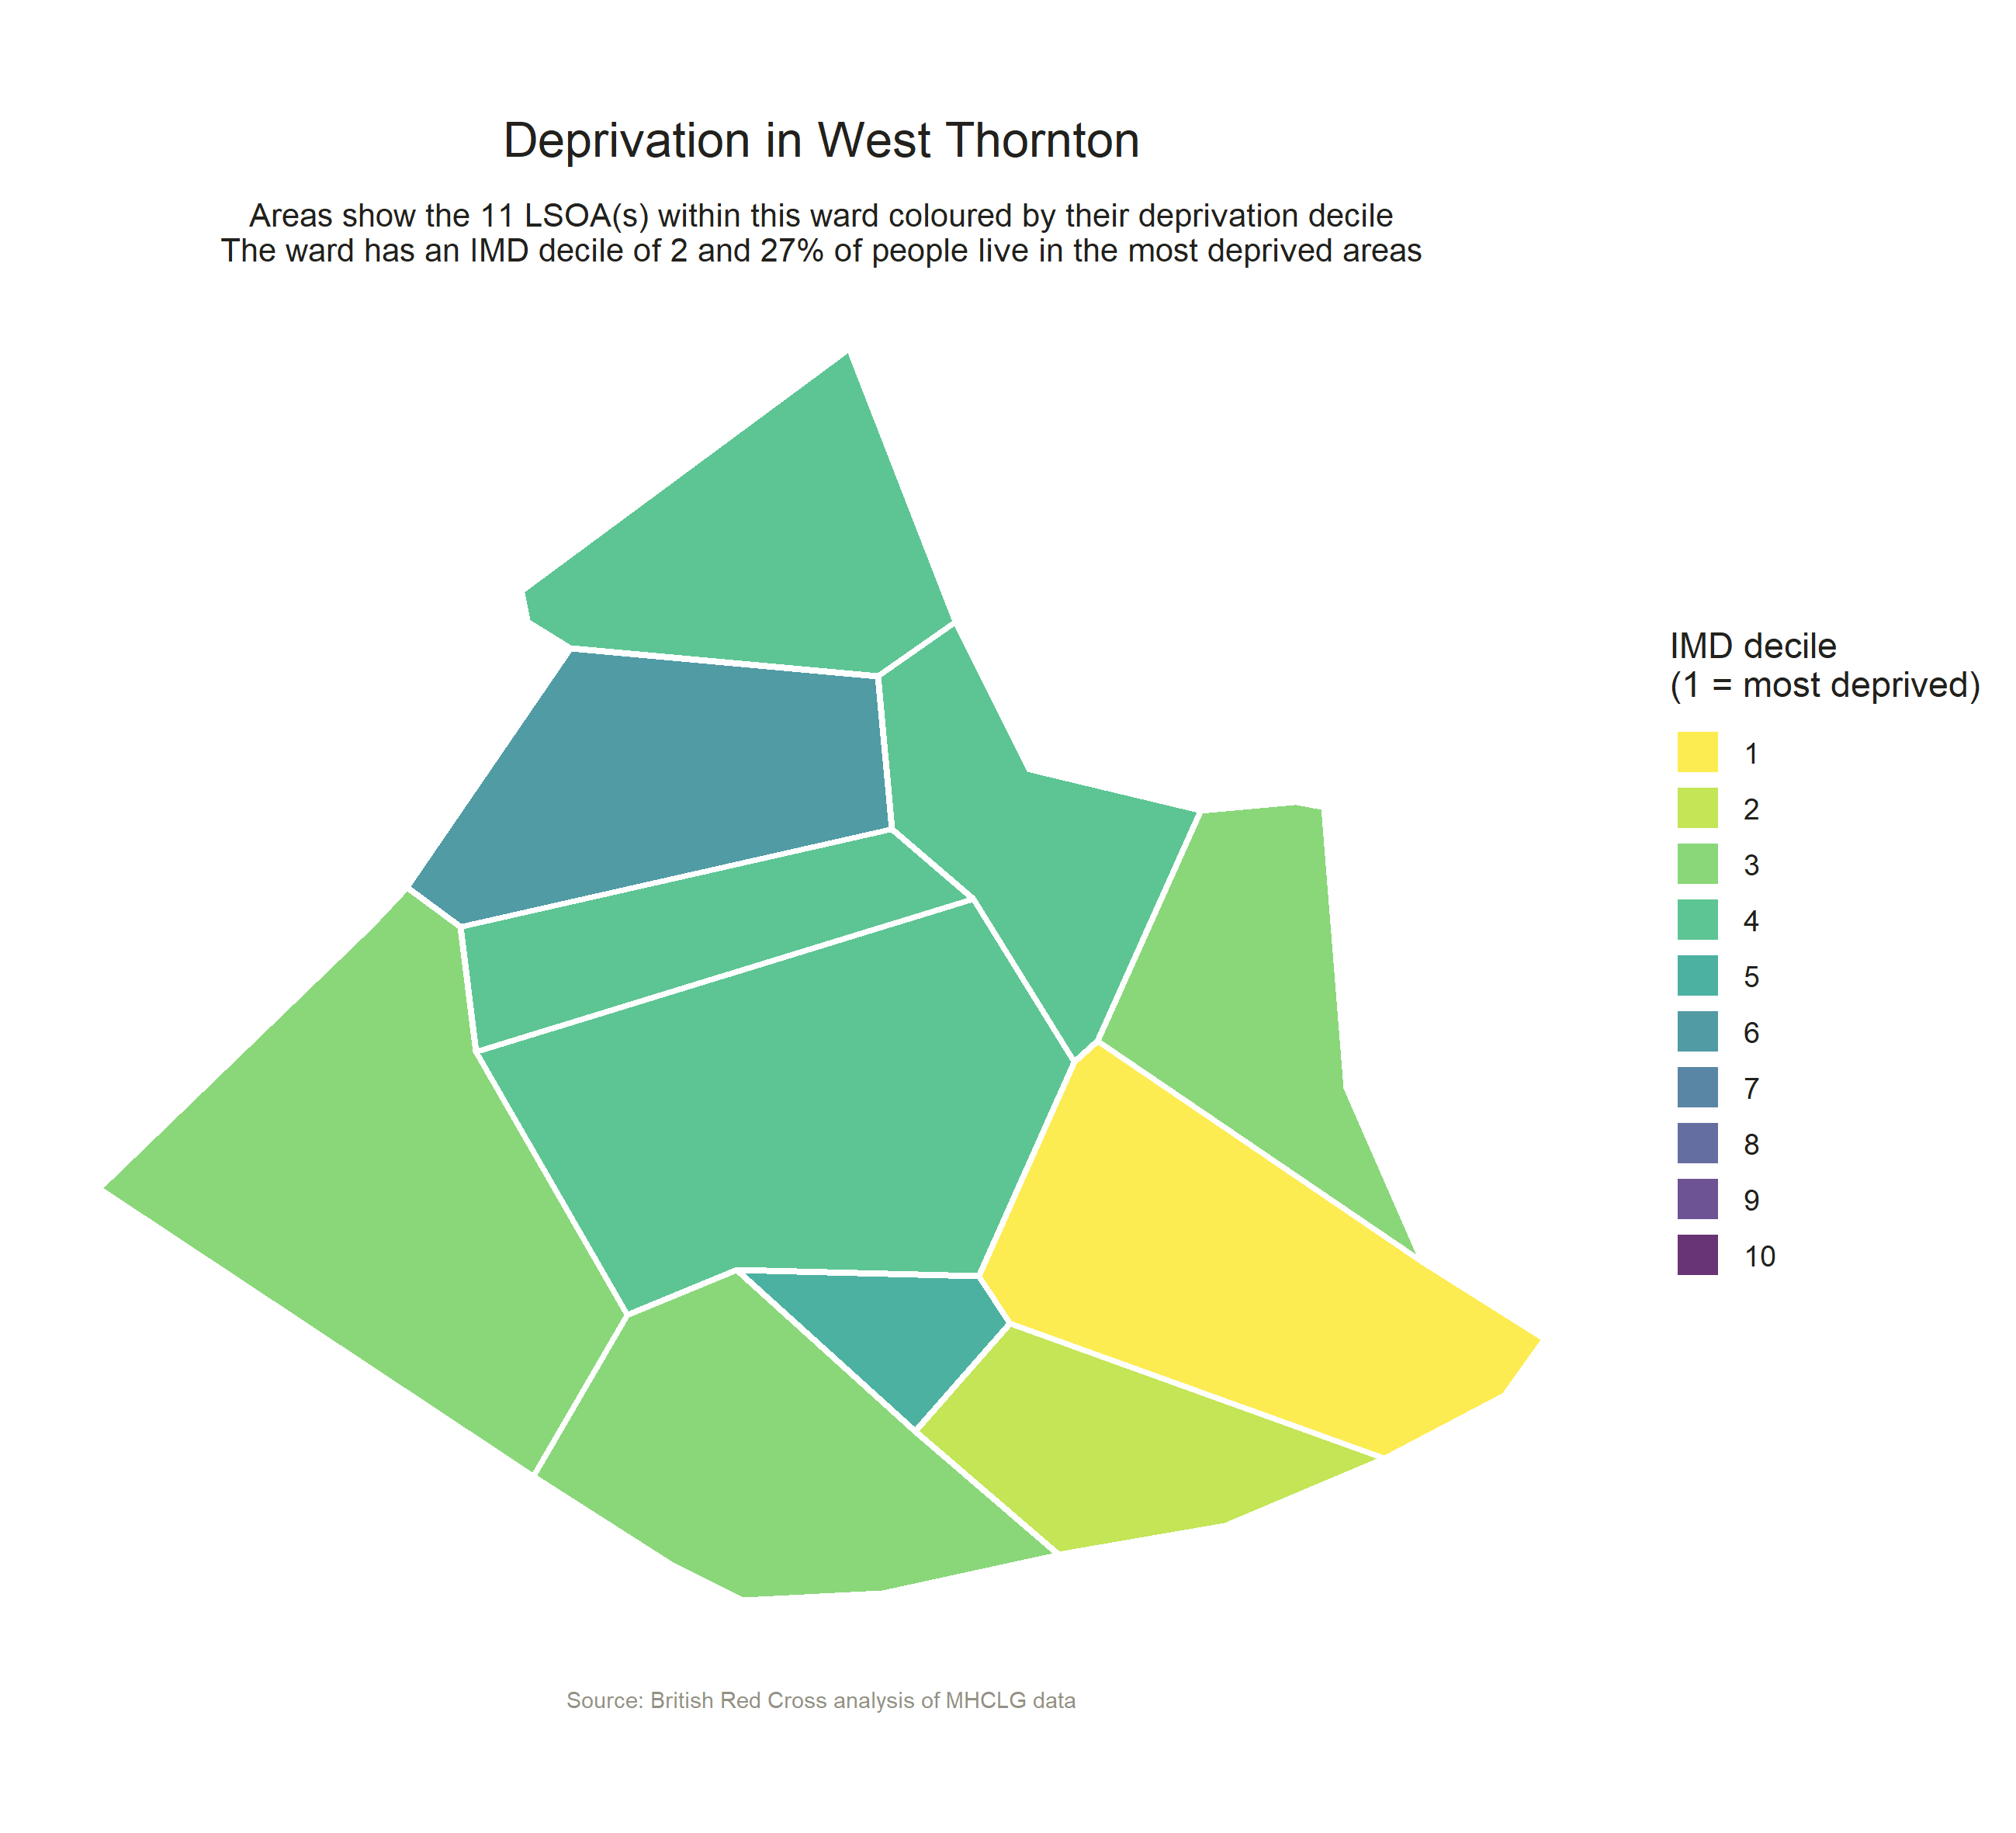 Deprivation in West Thornton
Areas show the 11 LSOA(s) within this ward coloured by their deprivation decile
The ward has an IMD decile of 2 and 27% of people live in the most deprived areas
IMD decile
(1 = most deprived)
1
2
3
4
5
6
7
8
9
10
Source: British Red Cross analysis of MHCLG data